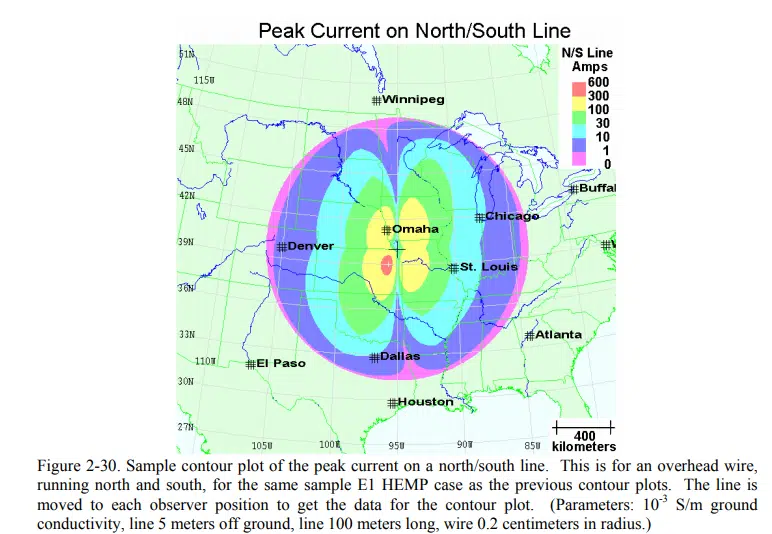 Peak Current on North/South Line
N/S Line
Amps
600
300
100
30
10
1
0
51N
115W
48N
Winnipeg
45N
42N
Buffal
Chicago
Omaha
39N
Denver
St. Louis
36N
33N
Atlanta
110W
El Paso
Dallas
30N
Houston
27N
105W
100W
95W
90W
85W
400
kilometers
Figure 2-30. Sample contour plot of the peak current on a north/south line. This is for an overhead wire,
running north and south, for the same sample E1 HEMP case as the previous contour plots. The line is
moved to each observer position to get the data for the contour plot. (Parameters: 10⁻³ S/m ground
conductivity, line 5 meters off ground, line 100 meters long, wire 0.2 centimeters in radius.)